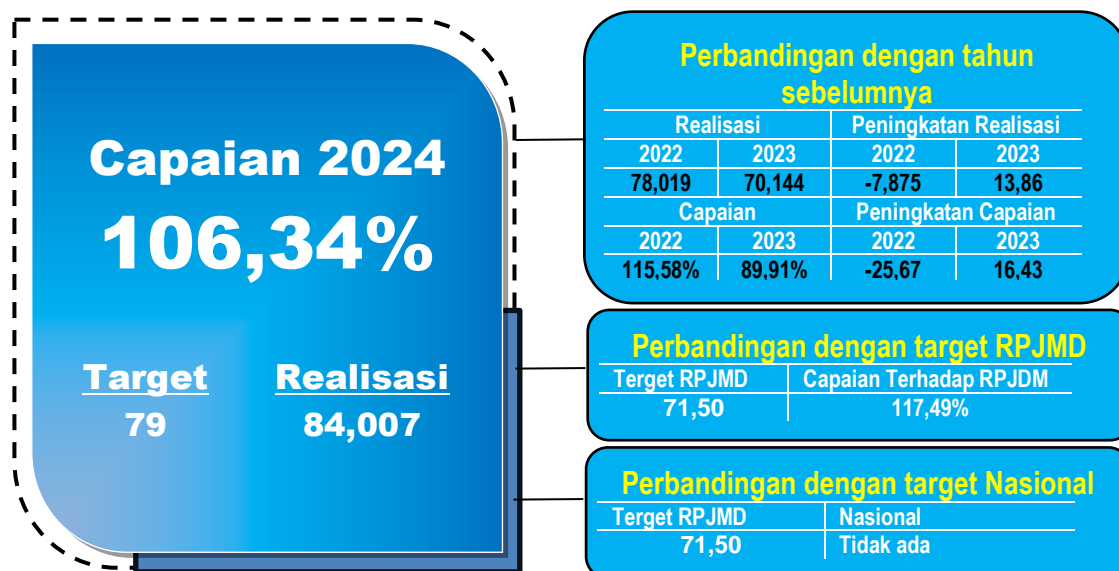 Capaian 2024
106,34%
Target Realisasi
79 84,007
Perbandingan dengan tahun
sebelumnya
Realisasi Peningkatan Realisasi
2022 2023 2022 2023
78,019 70,144 -7,875 13,86
Capaian Peningkatan Capaian
2022 2023 2022 2023
115,58% 89,91% -25,67 16,43
Perbandingan dengan target RPJMD
Terget RPJMD Capaian Terhadap RPJDM
71,50 117,49%
Perbandingan dengan target Nasional
Terget RPJMD Nasional
71,50 Tidak ada